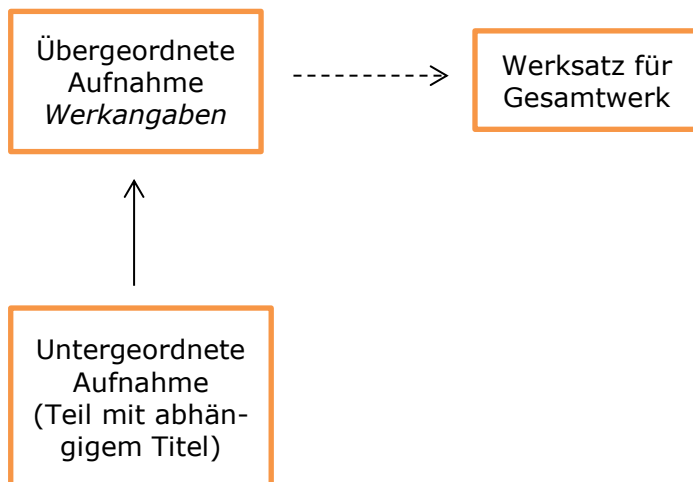 Übergeordnete
Aufnahme
Werkangaben
Werksatz für
Gesamtwerk
Untergeordnete
Aufnahme
(Teil mit abhän-
gigem Titel)